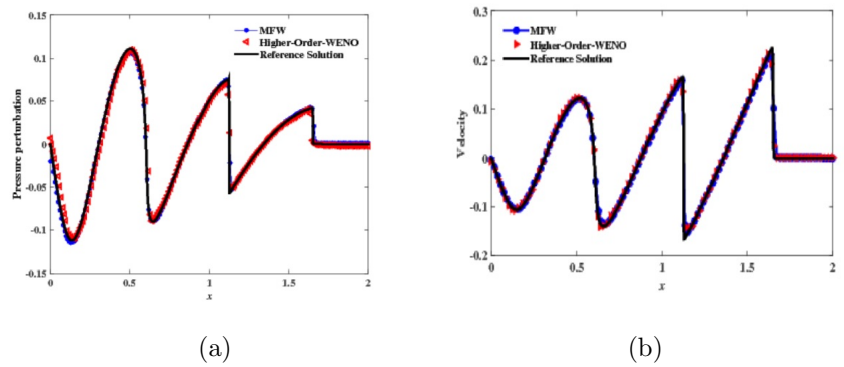 0.15
0.1
0.05
0
-0.05
-0.1
-0.15
Pressure perturbation
MFW
Higher-Order-WENO
Reference Solution
0 0.5 1 1.5 2
x
(a)
0.3
0.2
0.1
0
-0.1
-0.2
Velocity
MFW
Higher-Order-WENO
Reference Solution
0 0.5 1 1.5 2
x
(b)